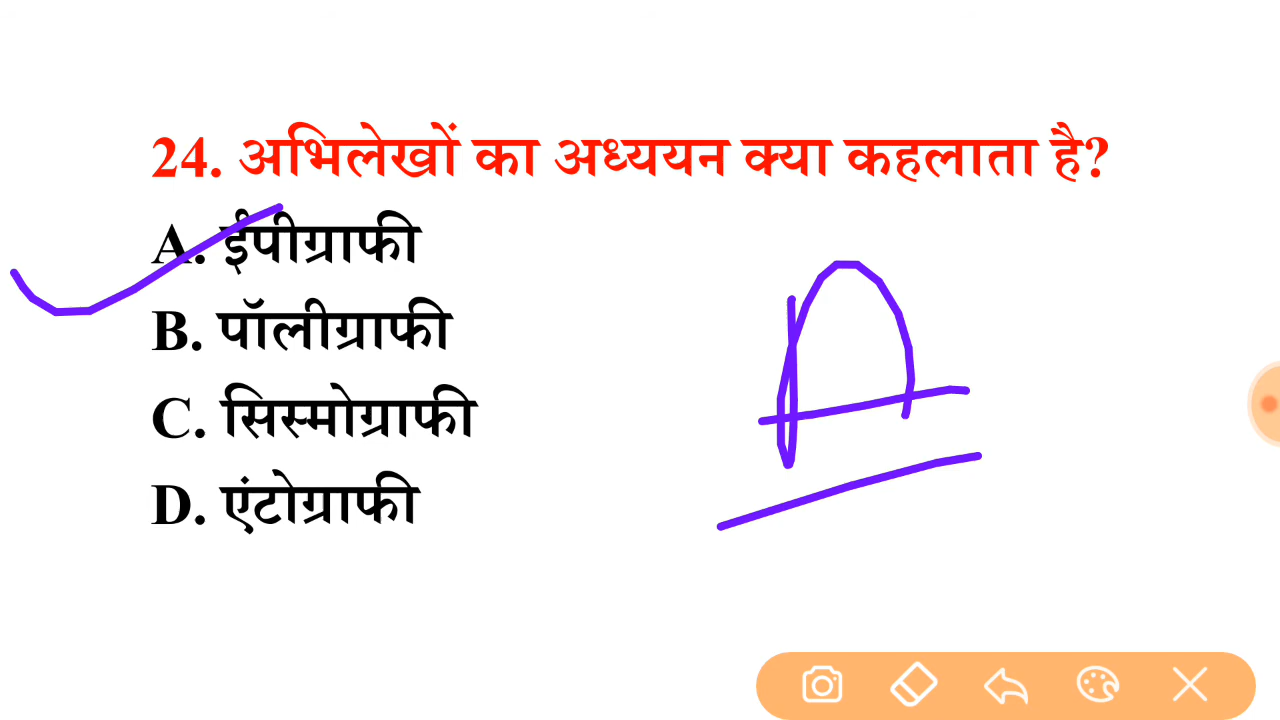 24. अभिलेखों का अध्ययन क्या कहलाता है?
A. ईपीग्राफी
B. पॉलीग्राफी
C. सिस्मोग्राफी
D. एंटोग्राफी
A